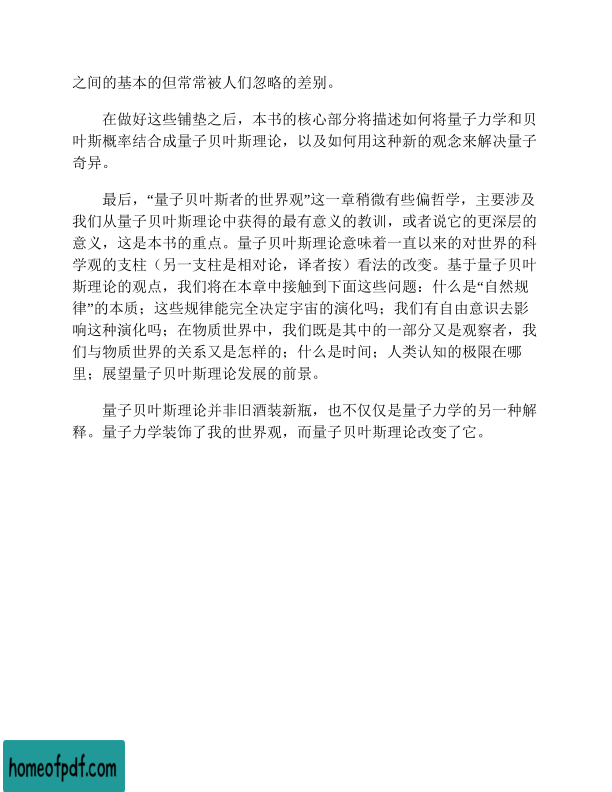 之间的基本的但常常被人们忽略的差别。
在做好这些铺垫之后，本书的核心部分将描述如何将量子力学和贝
叶斯概率结合成量子贝叶斯理论，以及如何用这种新的观念来解决量子
奇异。
最后，“量子贝叶斯者的世界观”这一章稍微有些偏哲学，主要涉及
我们从量子贝叶斯理论中获得的最有意义的教训，或者说它的更深层的
意义，这是本书的重点。量子贝叶斯理论意味着一直以来的对世界的科
学观的支柱（另一支柱是相对论，译者按）看法的改变。基于量子贝叶
斯理论的观点，我们将在本章中接触到下面这些问题：什么是“自然规
律”的本质；这些规律能完全决定宇宙的演化吗；我们有自由意识去影
响这种演化吗；在物质世界中，我们既是其中的一部分又是观察者，我
们与物质世界的关系又是怎样的；什么是时间；人类认知的极限在哪
里；展望量子贝叶斯理论发展的前景。
量子贝叶斯理论并非旧酒装新瓶，也不仅仅是量子力学的另一种解
释。量子力学装饰了我的世界观，而量子贝叶斯理论改变了它。
homeofpdf.com